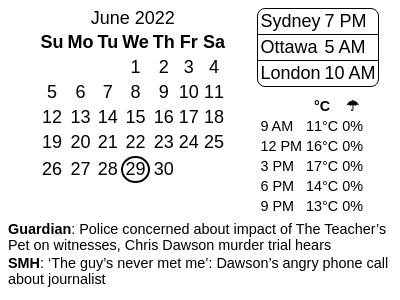 June 2022
Su Mo Tu We Th Fr Sa
1 2 3 4
5 6 7 8 9 10 11
12 13 14 15 16 17 18
19 20 21 22 23 24 25
26 27 28 29 30
Sydney 7 PM
Ottawa 5 AM
London 10 AM
°C ☂
9 AM 11°C 0%
12 PM 16°C 0%
3 PM 17°C 0%
6 PM 14°C 0%
9 PM 13°C 0%
Guardian: Police concerned about impact of The Teacher’s
Pet on witnesses, Chris Dawson murder trial hears
SMH: ‘The guy’s never met me’: Dawson’s angry phone call
about journalist